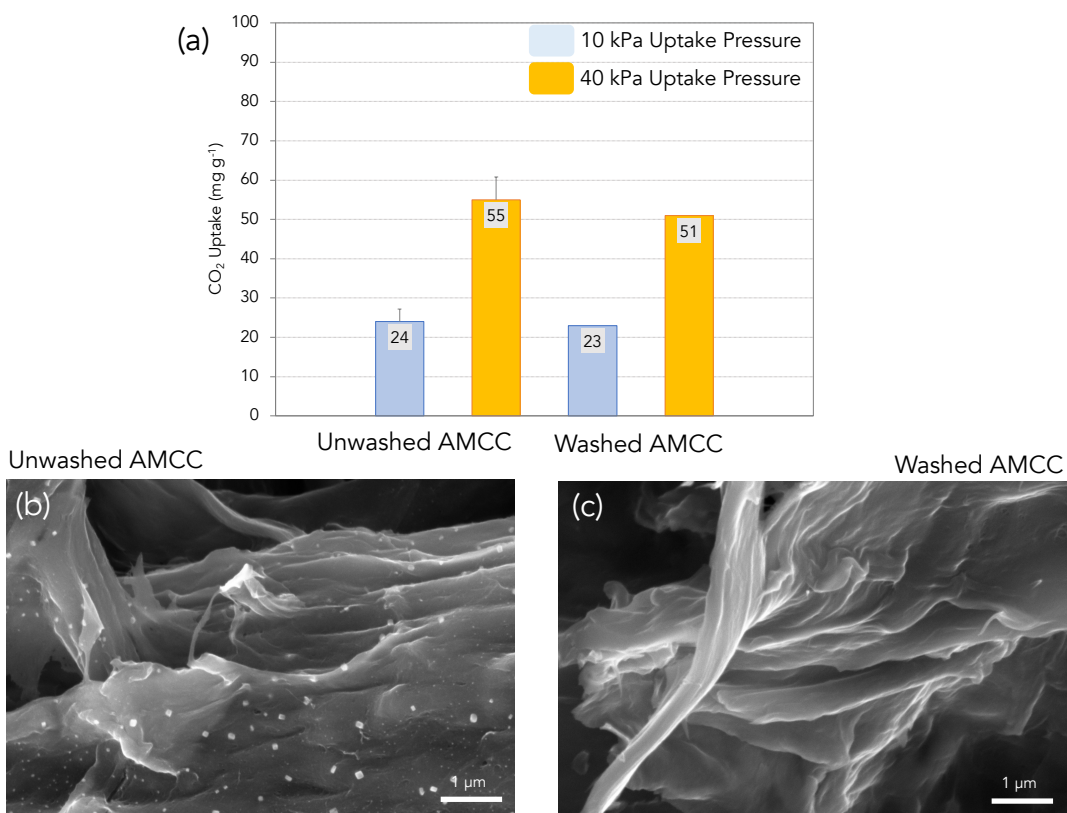 (a)
10 kPa Uptake Pressure
40 kPa Uptake Pressure
CO₂ Uptake (mg g⁻¹)
100
90
80
70
60
50
40
30
20
10
0
24
55
23
51
Unwashed AMCC
Washed AMCC
Unwashed AMCC
Washed AMCC
(b)
1 µm
(c)
1 µm